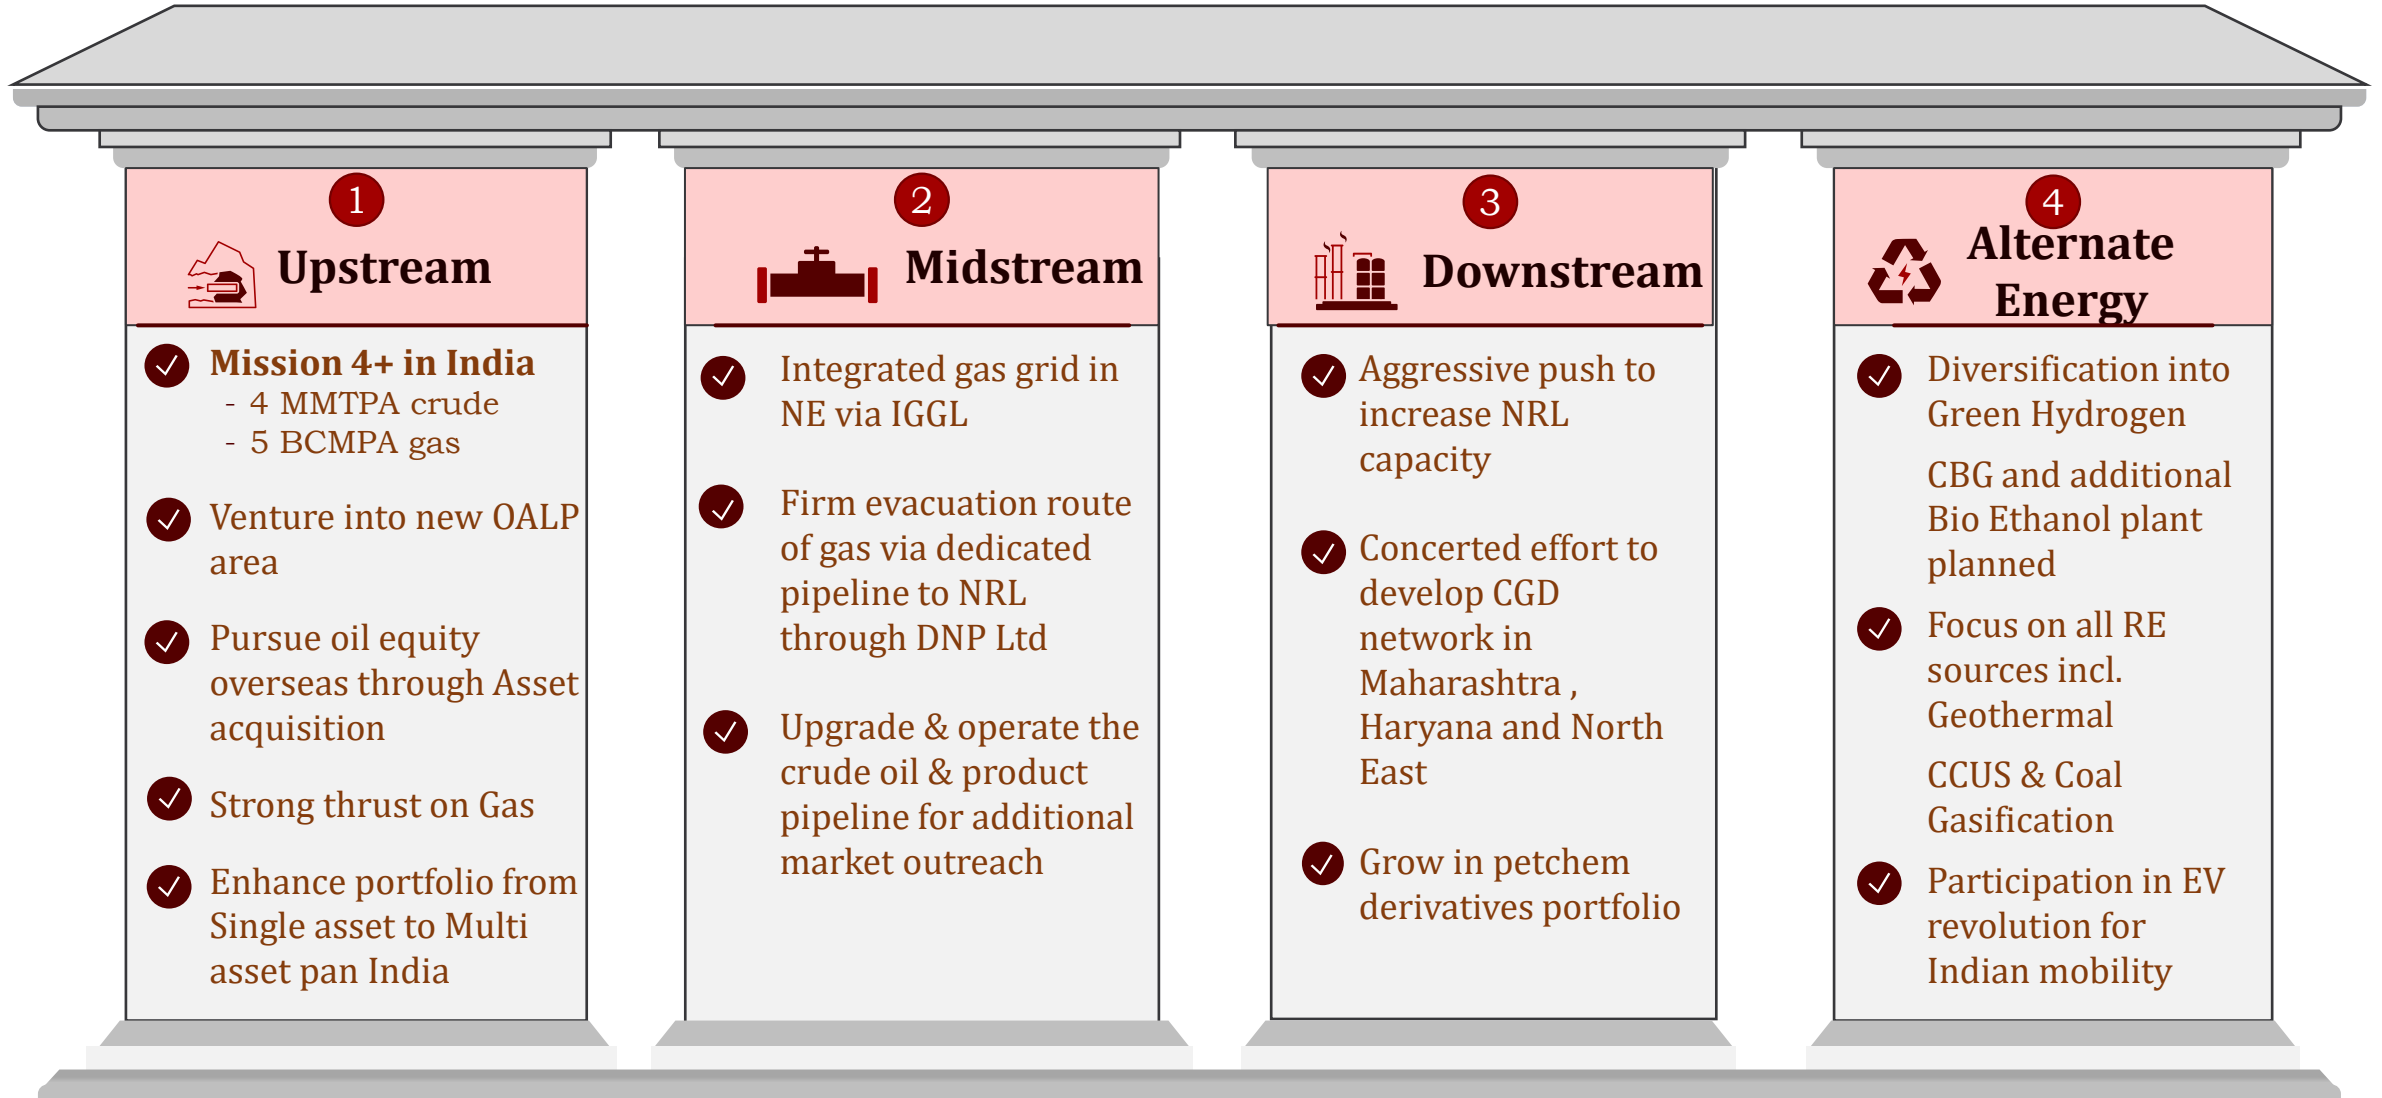 1
Upstream
Mission 4+ in India
- 4 MMTPA crude
- 5 BCMPA gas
Venture into new OALP
area
Pursue oil equity
overseas through Asset
acquisition
Strong thrust on Gas
Enhance portfolio from
Single asset to Multi
asset pan India
2
Midstream
Integrated gas grid in
NE via IGGL
Firm evacuation route
of gas via dedicated
pipeline to NRL
through DNP Ltd
Upgrade & operate the
crude oil & product
pipeline for additional
market outreach
3
Downstream
Aggressive push to
increase NRL
capacity
Concerted effort to
develop CGD
network in
Maharashtra ,
Haryana and North
East
Grow in petchem
derivatives portfolio
4
Alternate
Energy
Diversification into
Green Hydrogen
CBG and additional
Bio Ethanol plant
planned
Focus on all RE
sources incl.
Geothermal
CCUS & Coal
Gasification
Participation in EV
revolution for
Indian mobility